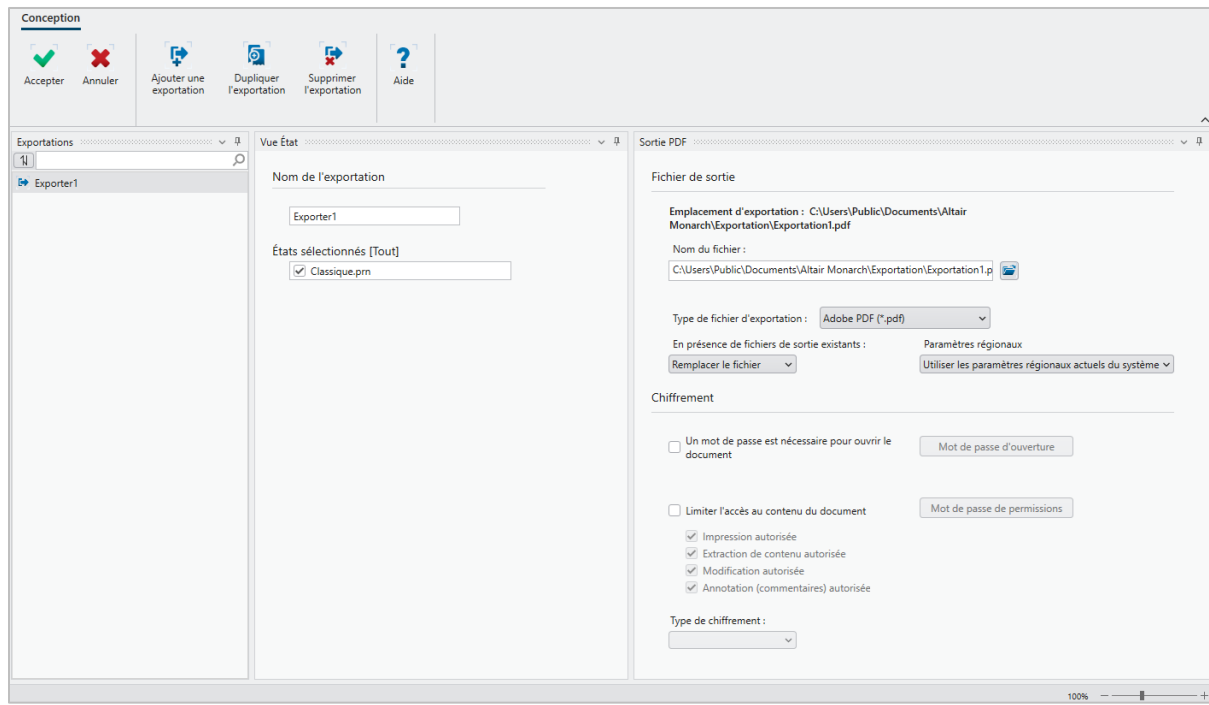 Conception
Accepter
Annuler
Ajouter une
exportation
Dupliquer
l'exportation
Supprimer
l'exportation
Aide
Exportations
Exporter1
Vue État
Nom de l'exportation
Exporter1
États sélectionnés [Tout]
Classique.prn
Sortie PDF
Fichier de sortie
Emplacement d'exportation : C:\Users\Public\Documents\Altair
Monarch\Exportation\Exportation1.pdf
Nom du fichier :
C:\Users\Public\Documents\Altair Monarch\Exportation\Exportation1.p
Type de fichier d'exportation : Adobe PDF (*.pdf)
En présence de fichiers de sortie existants : Paramètres régionaux
Remplacer le fichier Utiliser les paramètres régionaux actuels du système
Chiffrement
Un mot de passe est nécessaire pour ouvrir le
document
Mot de passe d'ouverture
Limiter l'accès au contenu du document Mot de passe de permissions
Impression autorisée
Extraction de contenu autorisée
Modification autorisée
Annotation (commentaires) autorisée
Type de chiffrement :
100%